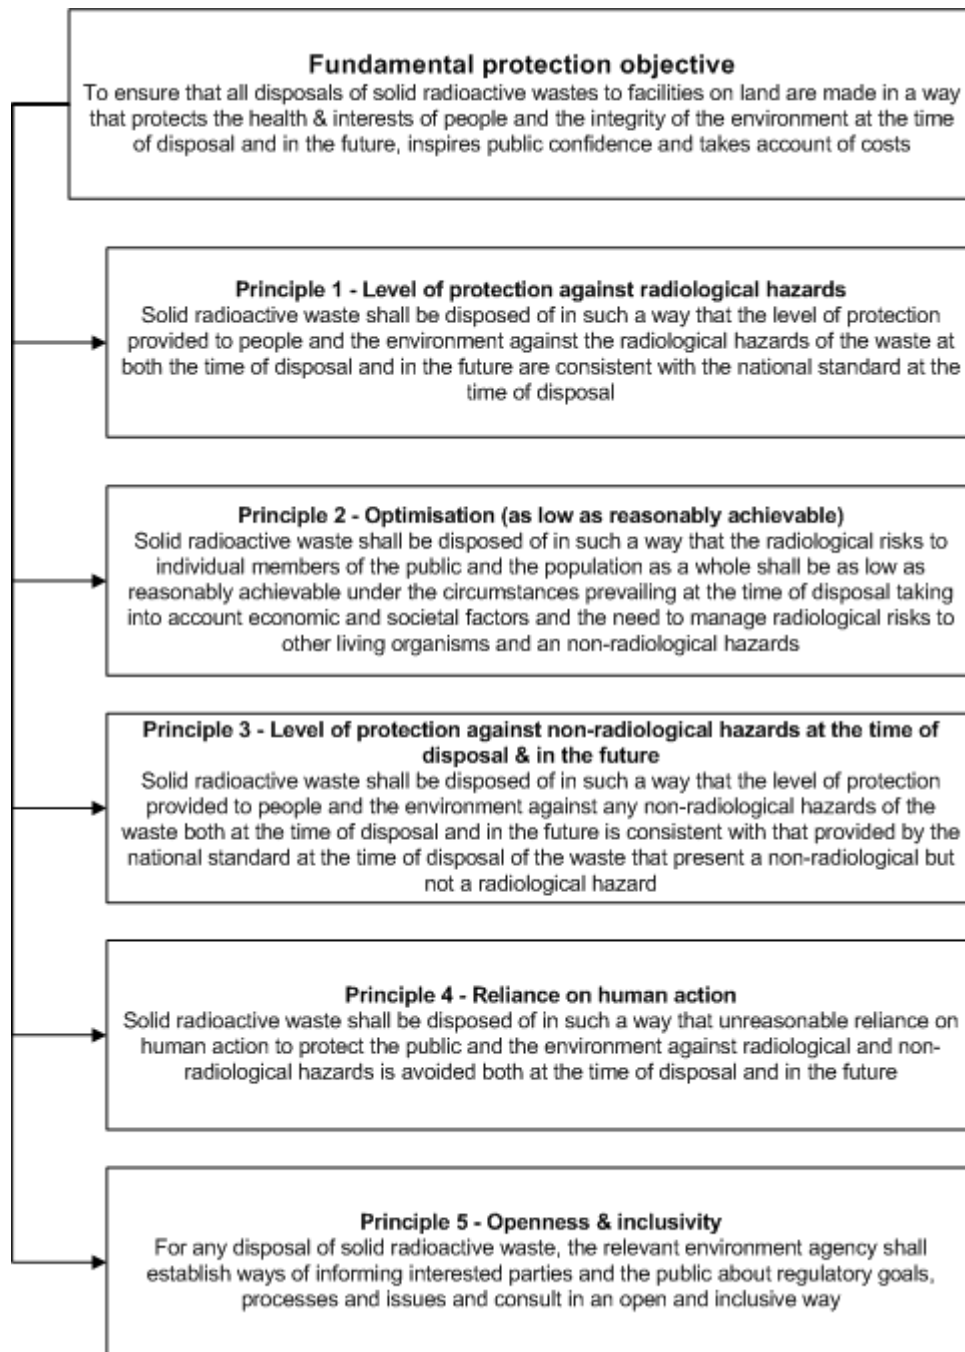 Fundamental protection objective
To ensure that all disposals of solid radioactive wastes to facilities on land are made in a way
that protects the health & interests of people and the integrity of the environment at the time
of disposal and in the future, inspires public confidence and takes account of costs
Principle 1 - Level of protection against radiological hazards
Solid radioactive waste shall be disposed of in such a way that the level of protection
provided to people and the environment against the radiological hazards of the waste at
both the time of disposal and in the future are consistent with the national standard at the
time of disposal
Principle 2 - Optimisation (as low as reasonably achievable)
Solid radioactive waste shall be disposed of in such a way that the radiological risks to
individual members of the public and the population as a whole shall be as low as
reasonably achievable under the circumstances prevailing at the time of disposal taking
into account economic and societal factors and the need to manage radiological risks to
other living organisms and an non-radiological hazards
Principle 3 - Level of protection against non-radiological hazards at the time of
disposal & in the future
Solid radioactive waste shall be disposed of in such a way that the level of protection
provided to people and the environment against any non-radiological hazards of the
waste both at the time of disposal and in the future is consistent with that provided by the
national standard at the time of disposal of the waste that present a non-radiological but
not a radiological hazard
Principle 4 - Reliance on human action
Solid radioactive waste shall be disposed of in such a way that unreasonable reliance on
human action to protect the public and the environment against radiological and non-
radiological hazards is avoided both at the time of disposal and in the future
Principle 5 - Openness & inclusivity
For any disposal of solid radioactive waste, the relevant environment agency shall
establish ways of informing interested parties and the public about regulatory goals,
processes and issues and consult in an open and inclusive way